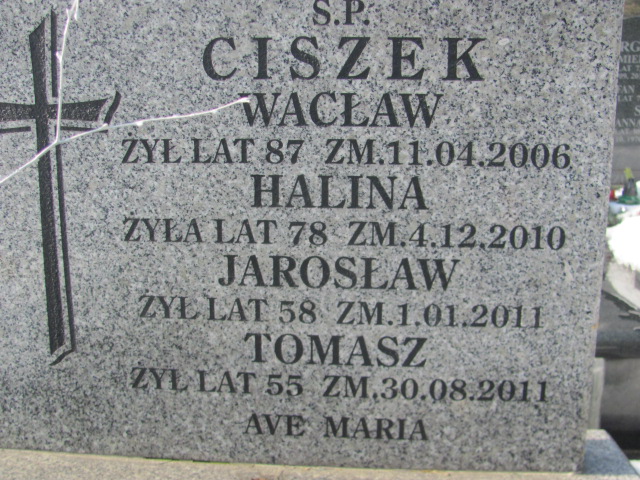 Ś.P.
CISZEK
WACŁAW
ŻYŁ LAT 87 ZM.11.04.2006
HALINA
ŻYŁA LAT 78 ZM.4.12.2010
JAROSŁAW
ŻYŁ LAT 58 ZM.1.01.2011
TOMASZ
ŻYŁ LAT 55 ZM.30.08.2011
AVE MARIA